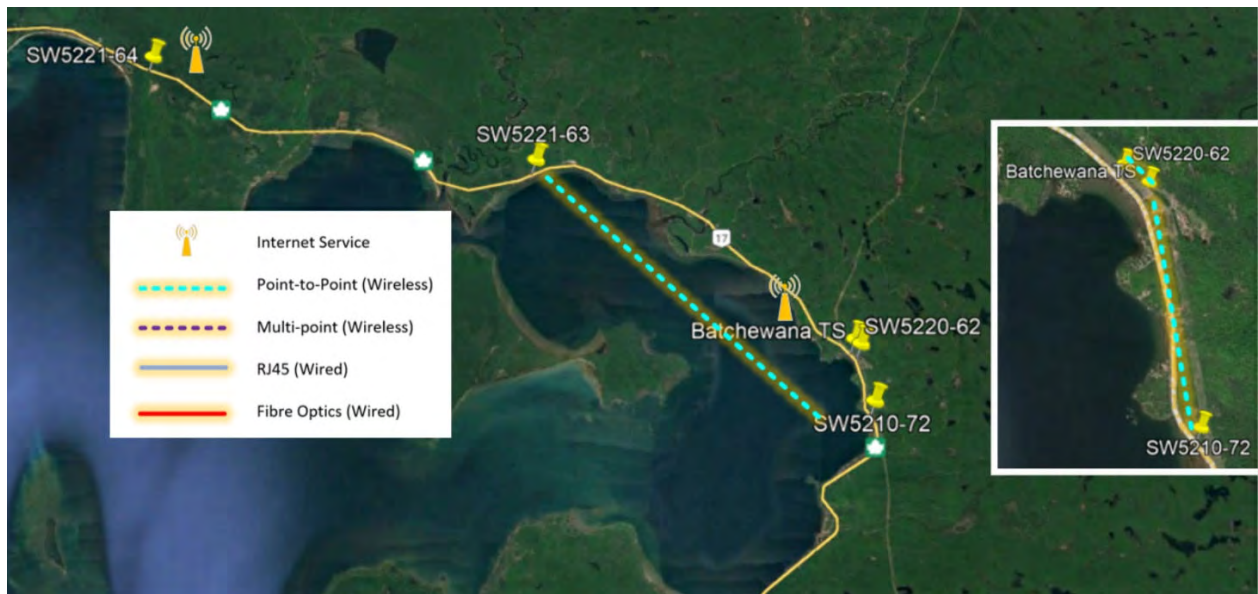 SW5221-64
SW5221-63
17
Batchewana TS
SW5220-62
SW5210-72
Internet Service
Point-to-Point (Wireless)
Multi-point (Wireless)
RJ45 (Wired)
Fibre Optics (Wired)
SW5220-62
Batchewana TS
SW5210-72